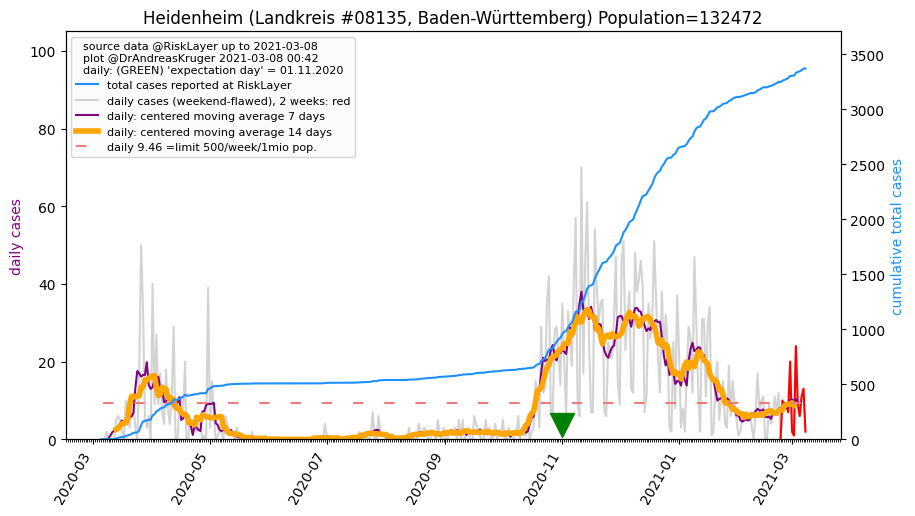 Heidenheim (Landkreis #08135, Baden-Württemberg) Population=132472
source data @RiskLayer up to 2021-03-08
plot @DrAndreasKruger 2021-03-08 00:42
daily: (GREEN) 'expectation day' = 01.11.2020
total cases reported at RiskLayer
daily cases (weekend-flawed), 2 weeks: red
daily: centered moving average 7 days
daily: centered moving average 14 days
daily 9.46 =limit 500/week/1mio pop.
daily cases
100
80
60
40
20
0
cumulative total cases
3500
3000
2500
2000
1500
1000
500
0
2020-03
2020-05
2020-07
2020-09
2020-11
2021-01
2021-03